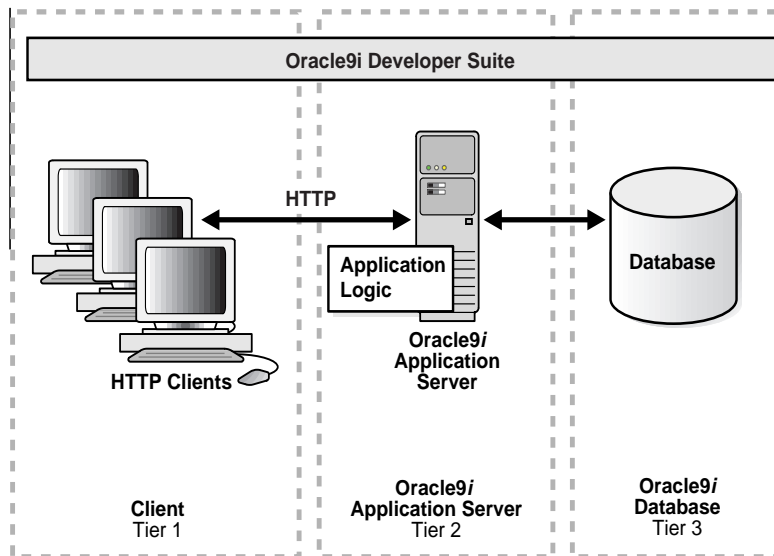 Oracle9i Developer Suite
HTTP
Application
Logic
Database
Oracle9i
Application
Server
HTTP Clients
Client
Tier 1
Oracle9i
Application Server
Tier 2
Oracle9i
Database
Tier 3